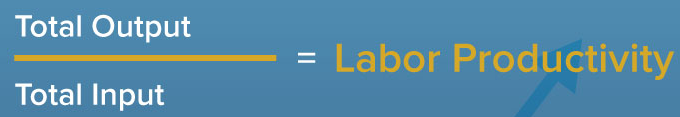 Total Output
= Labor Productivity
Total Input